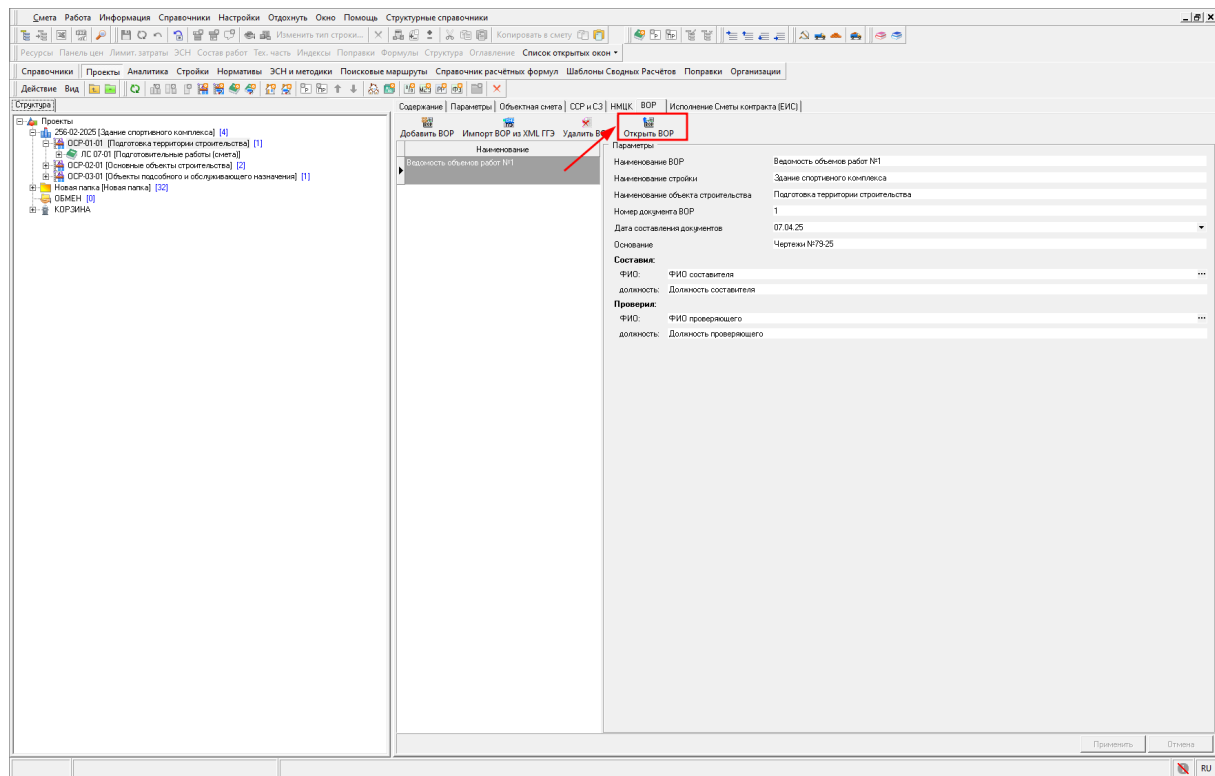 Смета Работа Информация Справочники Настройки Отдохнуть Окно Помощь Структурные справочники
Изменить тип строки... Копировать в смету
Ресурсы Панель цен Лимит. затраты ЭСН Состав работ Тех. часть Индексы Поправки Формулы Структура Оглавление Список открытых окон
Справочники Проекты Аналитика Стройки Нормативы ЭСН и методики Поисковые маршруты Справочник расчётных формул Шаблоны Сводных Расчётов Поправки Организации
Действие Вид
Структура
Проекты
256-02-2025 [Здание спортивного комплекса] [4]
ОСР-01-01 [Подготовка территории строительства] [1]
ЛС 07-01 [Подготовительные работы (смета)]
ОСР-02-01 [Основные объекты строительства] [2]
ОСР-03-01 [Объекты подсобного и обслуживающего назначения] [1]
Новая папка [Новая папка] [32]
ОБМЕН [0]
КОРЗИНА
Содержание Параметры Объектная смета ССР и СЗ НМЦК ВОР Исполнение Сметы контракта (ЕИС)
Добавить ВОР Импорт ВОР из XML ГГЭ Удалить ВОР Открыть ВОР
Наименование
Ведомость объемов работ №1
Параметры
Наименование ВОР Ведомость объемов работ №1
Наименование стройки Здание спортивного комплекса
Наименование объекта строительства Подготовка территории строительства
Номер документа ВОР 1
Дата составления документов 07.04.25
Основание Чертежи №79-25
Составил:
ФИО: ФИО составителя ...
должность: Должность составителя
Проверил:
ФИО: ФИО проверяющего ...
должность: Должность проверяющего
Применить Отмена
RU